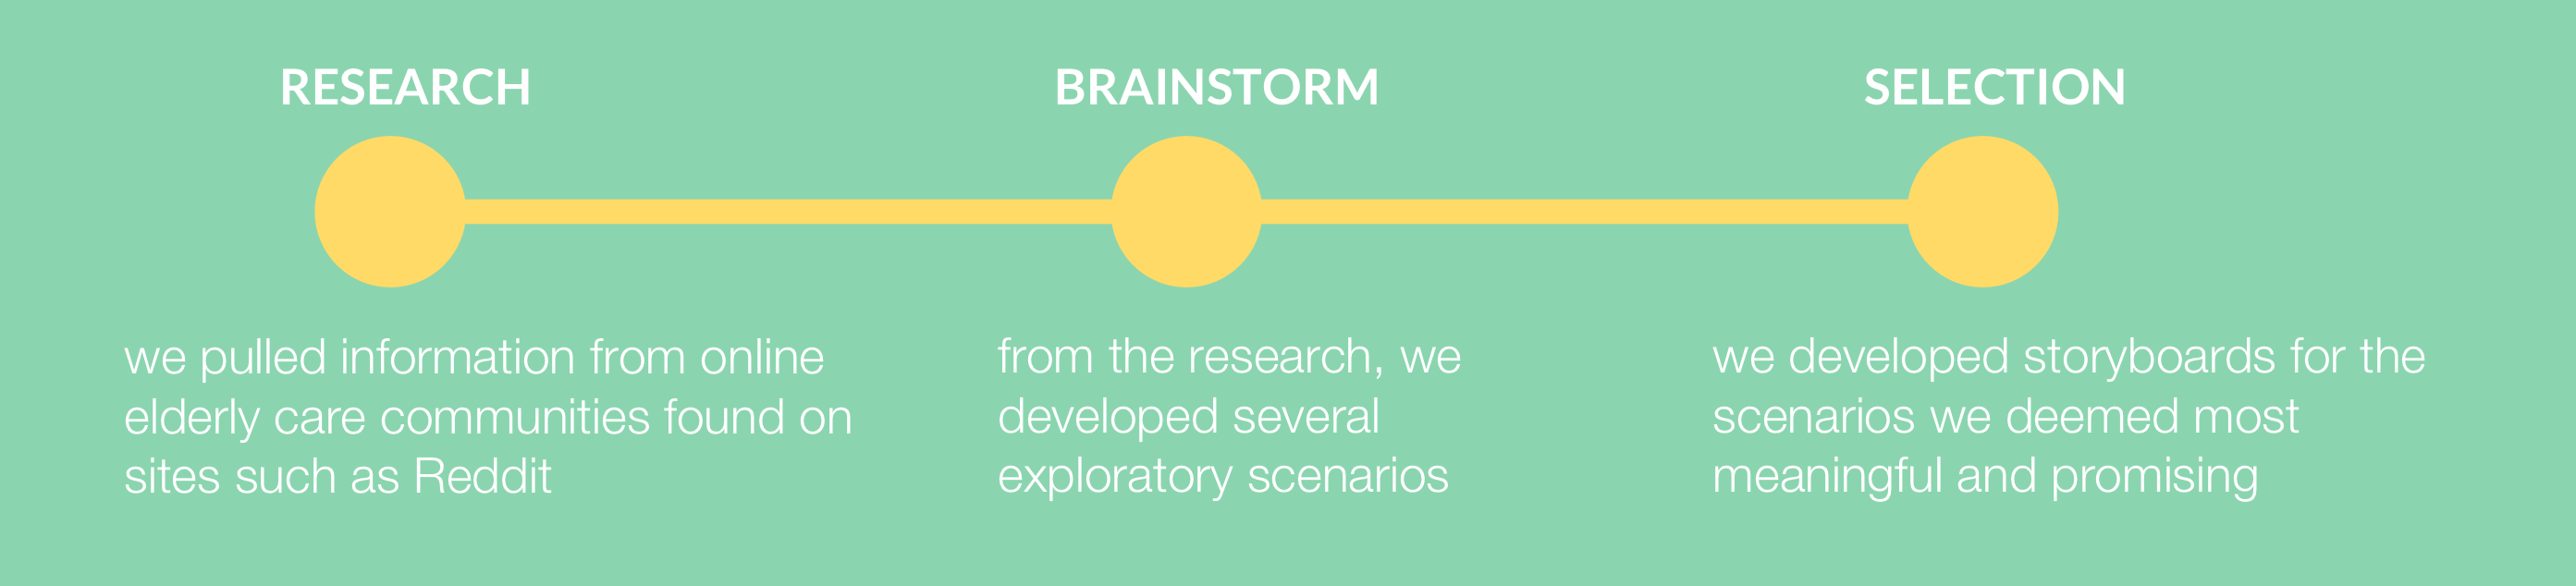 RESEARCH
we pulled information from online
elderly care communities found on
sites such as Reddit
BRAINSTORM
from the research, we
developed several
exploratory scenarios
SELECTION
we developed storyboards for the
scenarios we deemed most
meaningful and promising